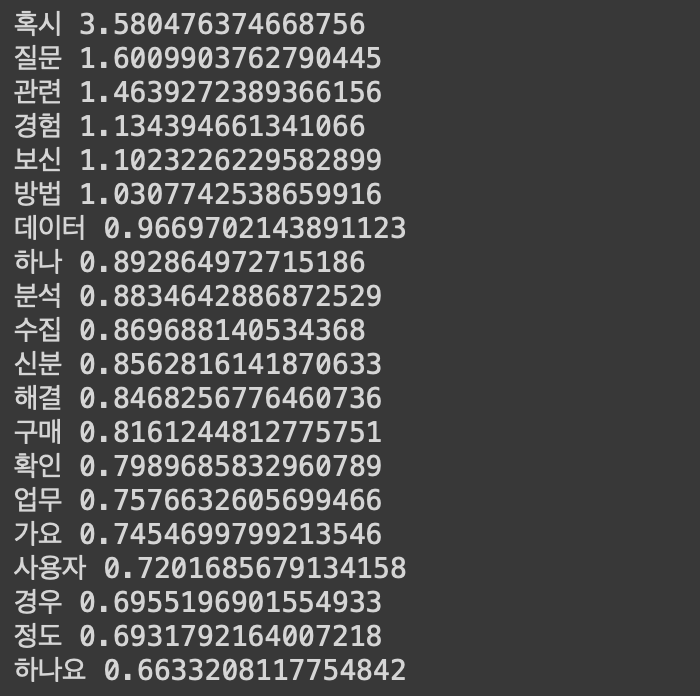 혹시 3.580476374668756
질문 1.6009903762790445
관련 1.4639272389366156
경험 1.134394661341066
보신 1.1023226229582899
방법 1.0307742538659916
데이터 0.9669702143891123
하나 0.892864972715186
분석 0.8834642886872529
수집 0.869688140534368
신분 0.8562816141870633
해결 0.8468256776460736
구매 0.8161244812775751
확인 0.7989685832960789
업무 0.7576632605699466
가요 0.7454699799213546
사용자 0.7201685679134158
경우 0.6955196901554933
정도 0.6931792164007218
하나요 0.6633208117754842